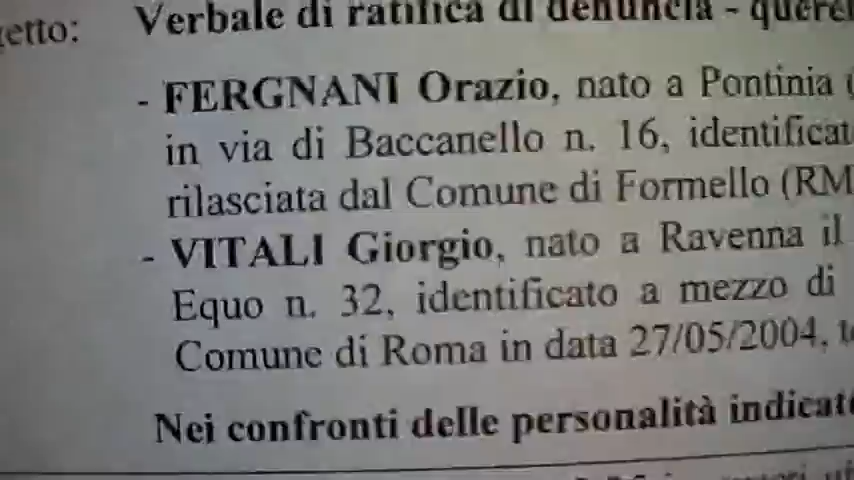 getto: Verbale di ratifica di denuncia - querel
- FERGNANI Orazio, nato a Pontinia (
in via di Baccanello n. 16, identificat
rilasciata dal Comune di Formello (RM
- VITALI Giorgio, nato a Ravenna il
Equo n. 32, identificato a mezzo di
Comune di Roma in data 27/05/2004, t
Nei confronti delle personalità indicat